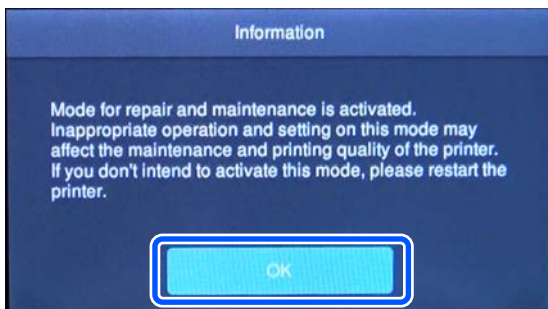 Information
Mode for repair and maintenance is activated.
Inappropriate operation and setting on this mode may
affect the maintenance and printing quality of the printer.
If you don't intend to activate this mode, please restart the
printer.
OK